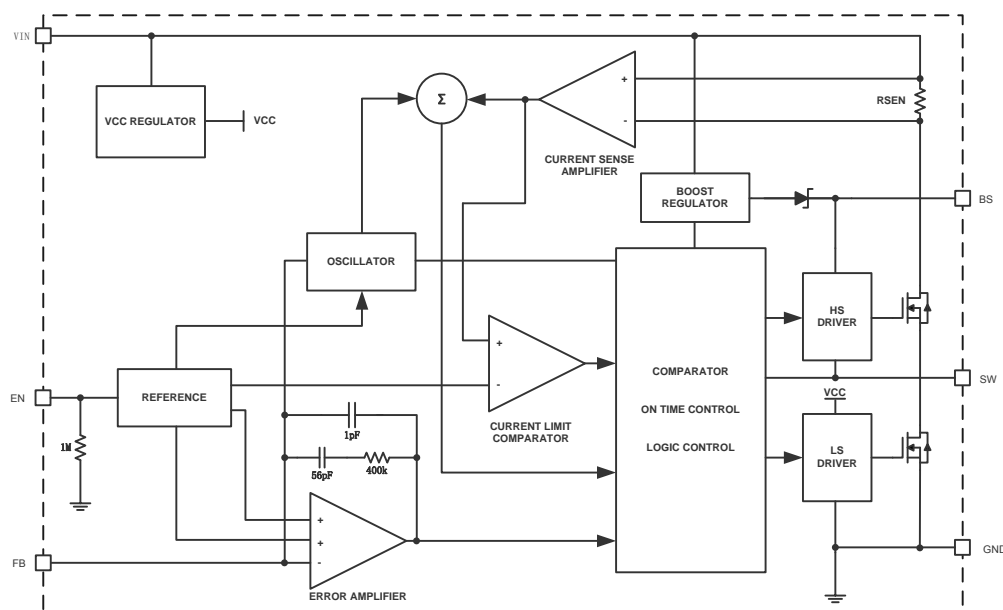 VIN
RSEN
Σ
+
-
VCC REGULATOR
VCC
CURRENT SENSE
AMPLIFIER
BOOST
REGULATOR
BS
OSCILLATOR
HS
DRIVER
+
-
EN
REFERENCE
COMPARATOR
ON TIME CONTROL
LOGIC CONTROL
SW
VCC
1pF
CURRENT LIMIT
COMPARATOR
1M
56pF
400k
LS
DRIVER
+
+
-
FB
GND
ERROR AMPLIFIER